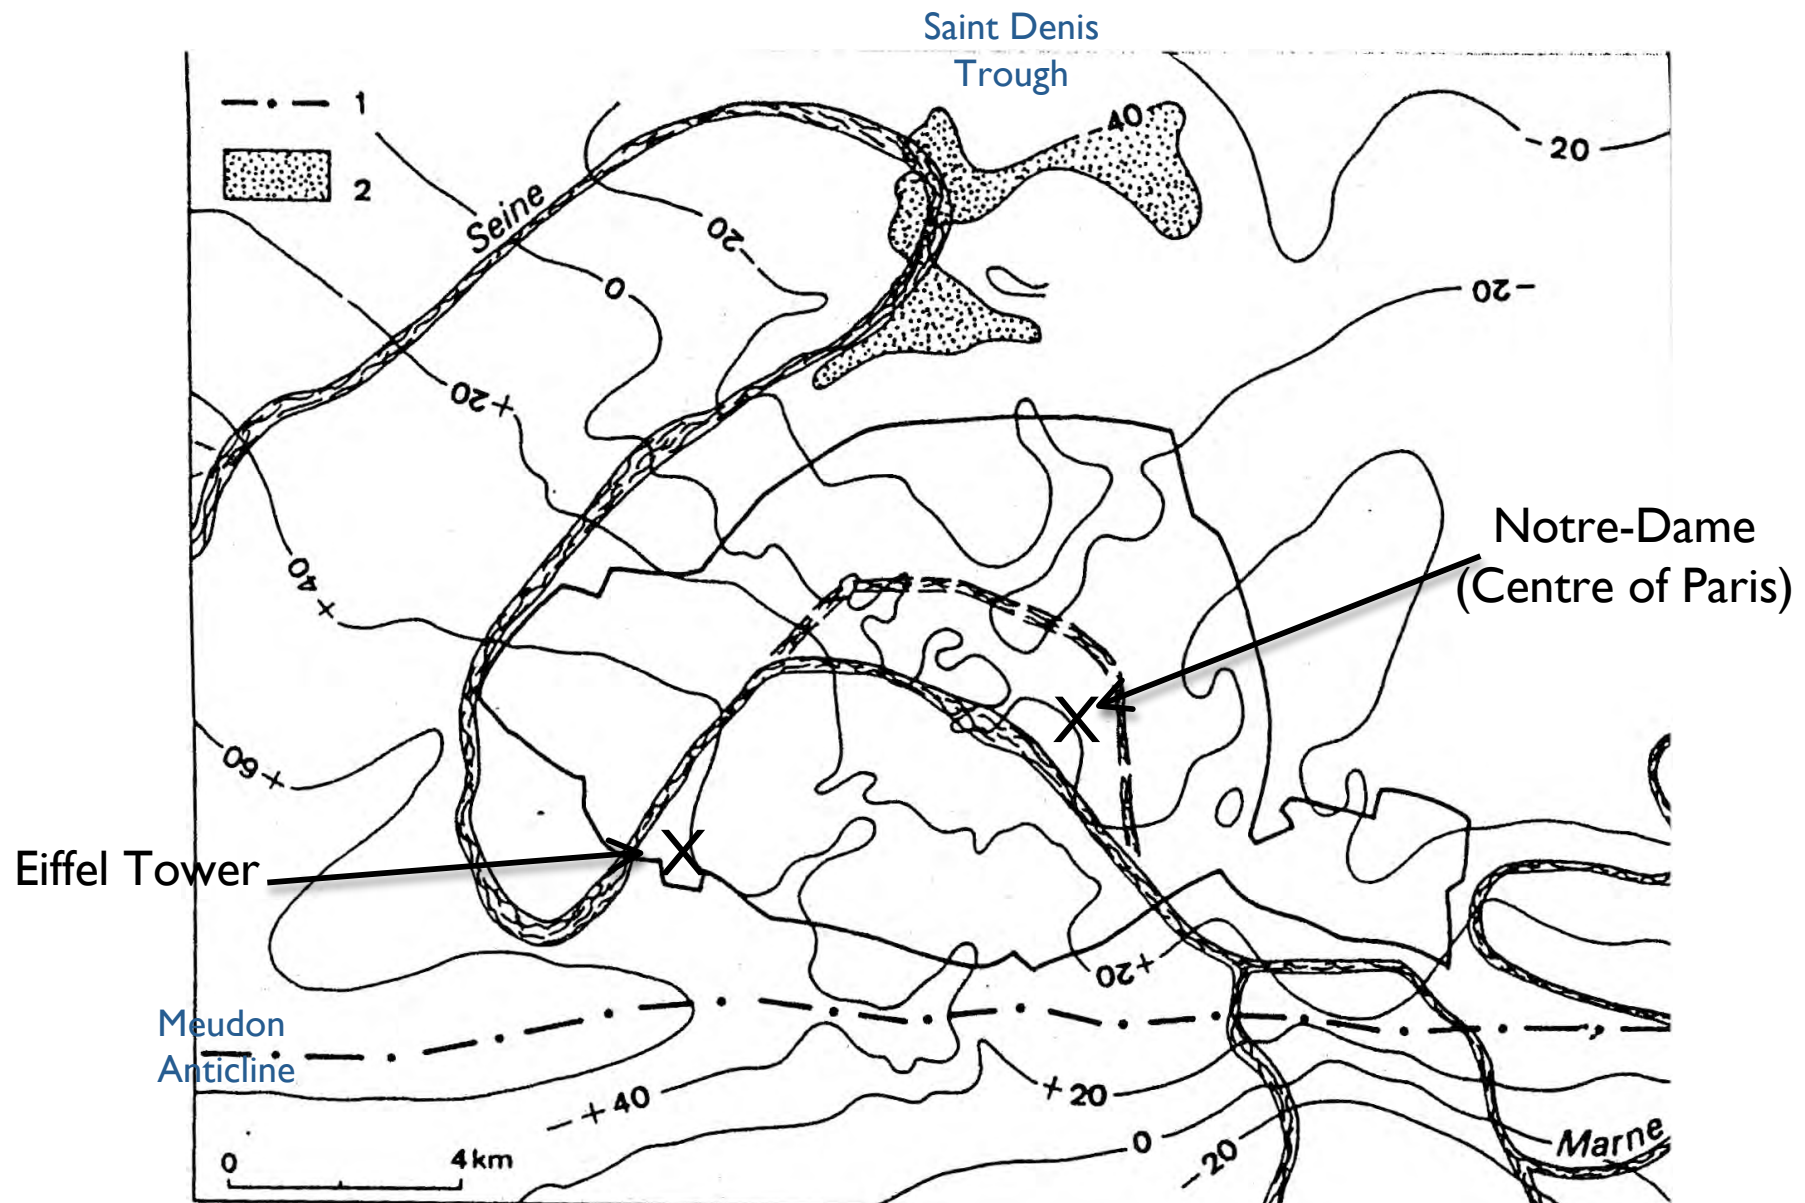 Saint Denis
Trough
1
2
Seine
40
-20
20
0
-20
+20
+40
Notre-Dame
(Centre of Paris)
+60
Eiffel Tower
+20
Meudon
Anticline
+40
+20
0
-20
Marne
0
4km
X
X